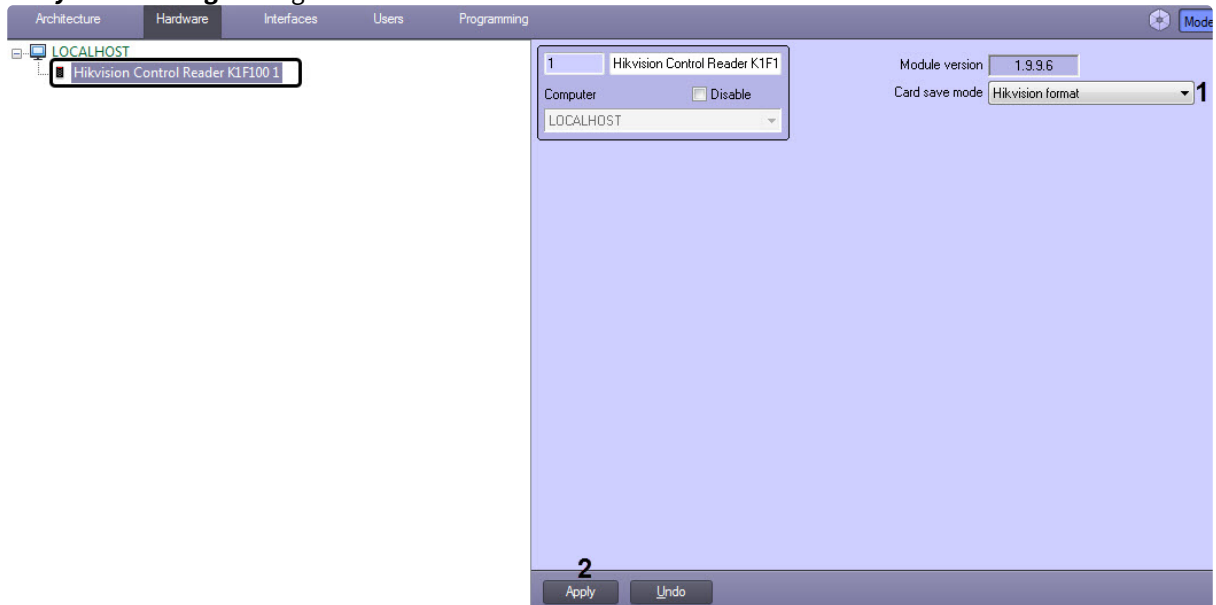 Architecture Hardware Interfaces Users Programming Mode
LOCALHOST
Hikvision Control Reader K1F100 1
1 Hikvision Control Reader K1F1
Computer Disable
LOCALHOST
Module version 1.9.9.6
Card save mode Hikvision format 1
2
Apply Undo